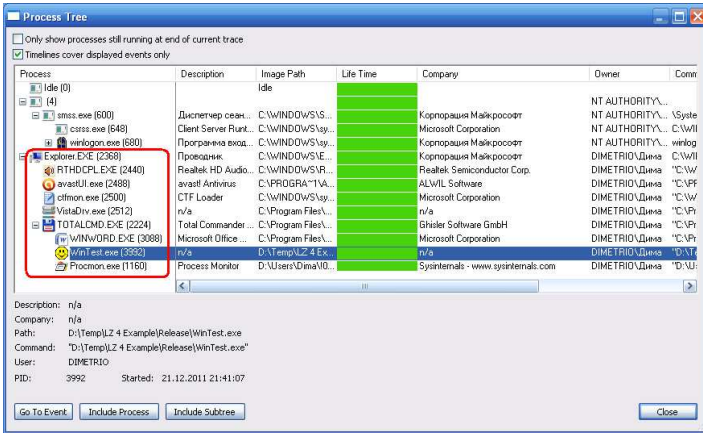 Process Tree
Only show processes still running at end of current trace
Timelines cover displayed events only
Process Description Image Path Life Time Company Owner Comm
Idle (0) Idle
(4) NT AUTHORITY\...
smss.exe (600) Диспетчер сеан... C:\WINDOWS\S... Корпорация Майкрософт NT AUTHORITY\... \Syste
csrss.exe (648) Client Server Runt... C:\WINDOWS\sy... Microsoft Corporation NT AUTHORITY\... C:\WI
winlogon.exe (680) Программа вход... C:\WINDOWS\sy... Корпорация Майкрософт NT AUTHORITY\... winlog
Explorer.EXE (2368) Проводник C:\WINDOWS\E... Корпорация Майкрософт DIMETRIO\Дима C:\WI
RTHDCPL.EXE (2440) Realtek HD Audio... C:\WINDOWS\R... Realtek Semiconductor Corp. DIMETRIO\Дима "C:\W
avastUI.exe (2488) avast! Antivirus C:\PROGRA~1\A... ALWIL Software DIMETRIO\Дима "C:\PF
ctfmon.exe (2500) CTF Loader C:\WINDOWS\sy... Microsoft Corporation DIMETRIO\Дима "C:\W
VistaDrv.exe (2512) n/a C:\Program Files\... n/a DIMETRIO\Дима "C:\Pr
TOTALCMD.EXE (2224) Total Commander ... C:\Program Files\... Ghisler Software GmbH DIMETRIO\Дима "C:\Pr
WINWORD.EXE (3088) Microsoft Office ... C:\Program Files\... Microsoft Corporation DIMETRIO\Дима "C:\Pr
WinTest.exe (3992) n/a D:\Temp\LZ 4 Ex... n/a DIMETRIO\Дима "D:\Te
Procmon.exe (1160) Process Monitor D:\Users\Dima\!0... Sysinternals - www.sysinternals.com DIMETRIO\Дима "D:\U
Description: n/a
Company: n/a
Path: D:\Temp\LZ 4 Example\Release\WinTest.exe
Command: "D:\Temp\LZ 4 Example\Release\WinTest.exe"
User: DIMETRIO
PID: 3992 Started: 21.12.2011 21:41:07
Go To Event Include Process Include Subtree Close